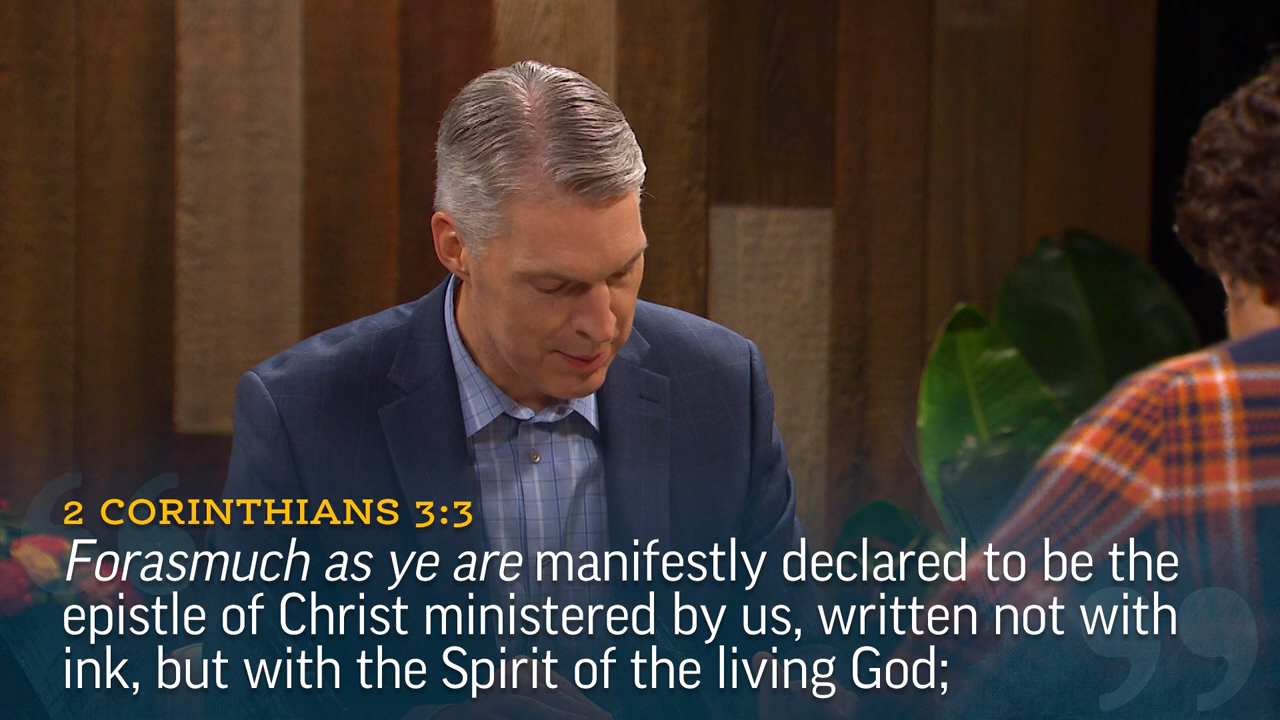 2 CORINTHIANS 3:3
Forasmuch as ye are manifestly declared to be the
epistle of Christ ministered by us, written not with
ink, but with the Spirit of the living God;